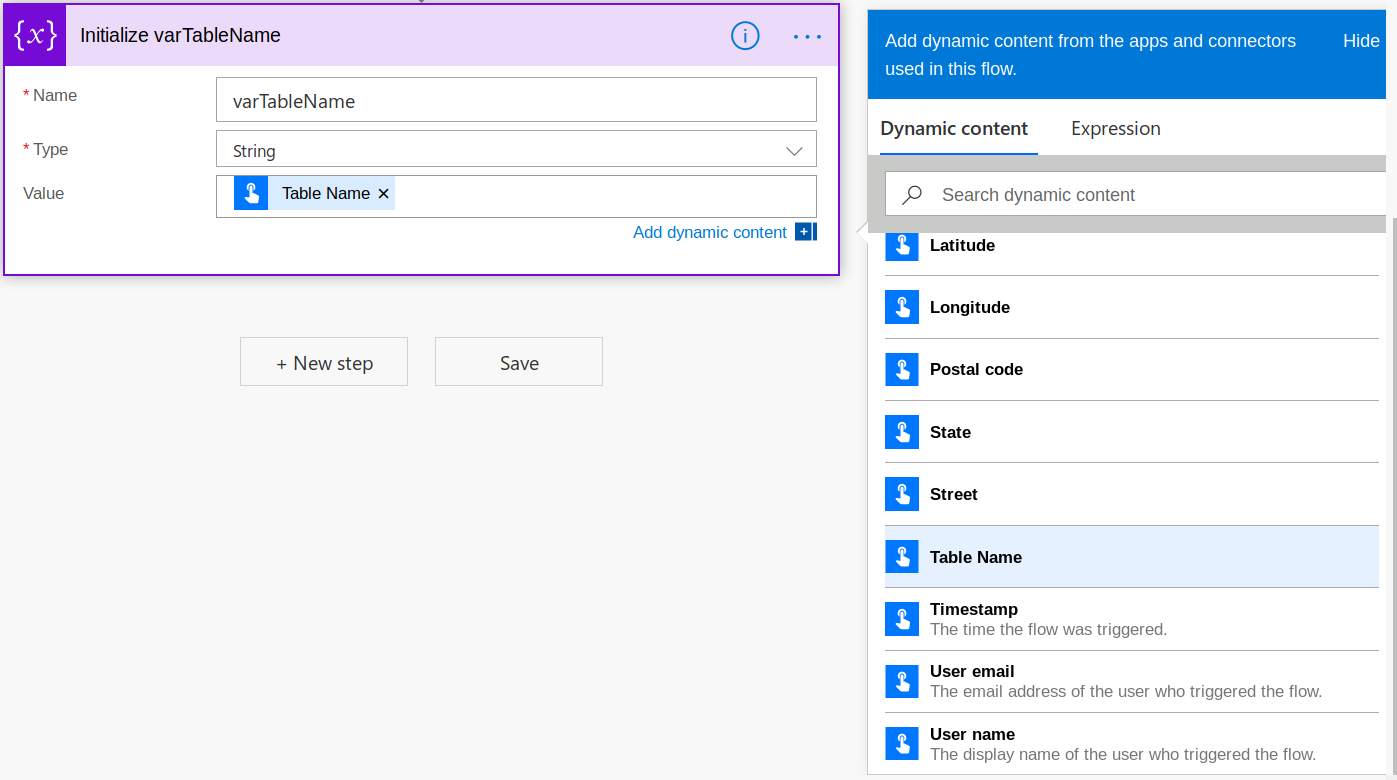 {x} Initialize varTableName
* Name
varTableName
* Type
String
Value
Table Name ×
Add dynamic content +
+ New step
Save
Add dynamic content from the apps and connectors
used in this flow.
Hide
Dynamic content
Expression
Search dynamic content
Latitude
Longitude
Postal code
State
Street
Table Name
Timestamp
The time the flow was triggered.
User email
The email address of the user who triggered the flow.
User name
The display name of the user who triggered the flow.